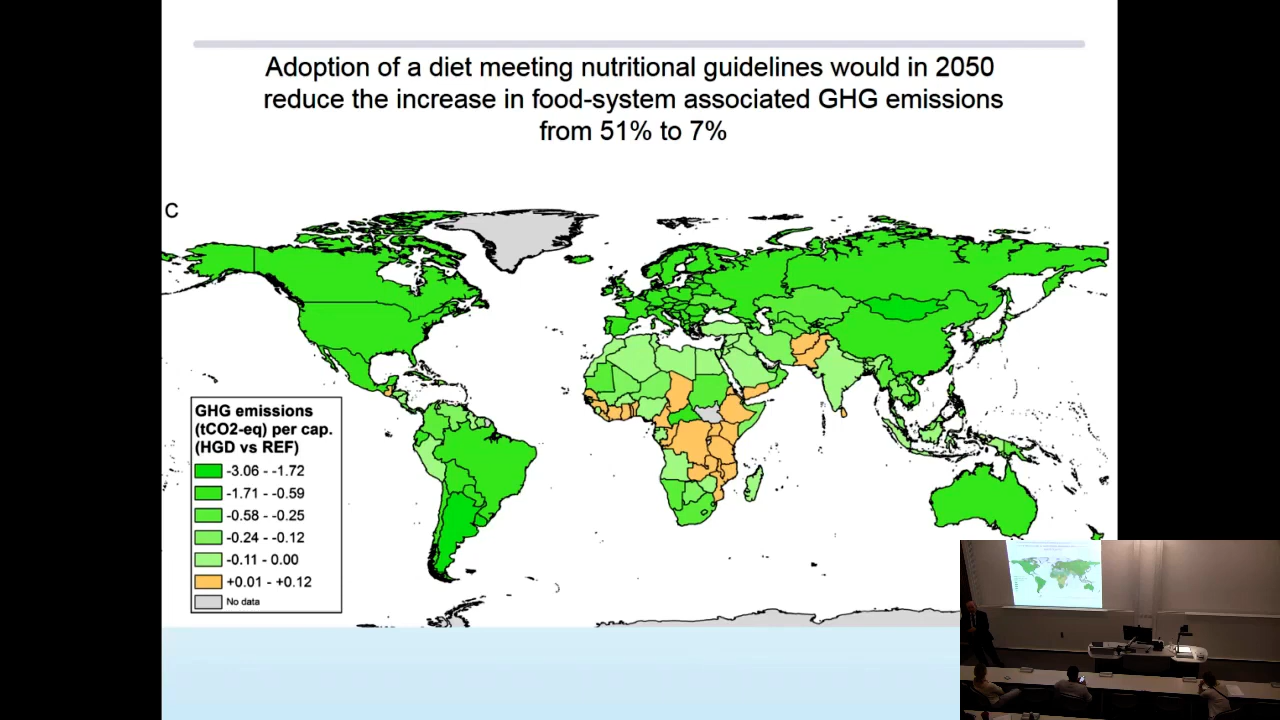 Adoption of a diet meeting nutritional guidelines would in 2050
reduce the increase in food-system associated GHG emissions
from 51% to 7%
C
GHG emissions
(tCO2-eq) per cap.
(HGD vs REF)
-3.06 - -1.72
-1.71 - -0.59
-0.58 - -0.25
-0.24 - -0.12
-0.11 - 0.00
+0.01 - +0.12
No data